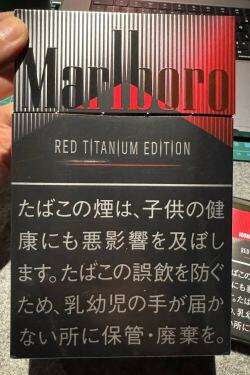 Marlboro
RED TITANIUM EDITION
たばこの煙は、子供の健
康にも悪影響を及ぼし
ます。たばこの誤飲を防ぐ
ため、乳幼児の手が届か
ない所に保管・廃棄を。